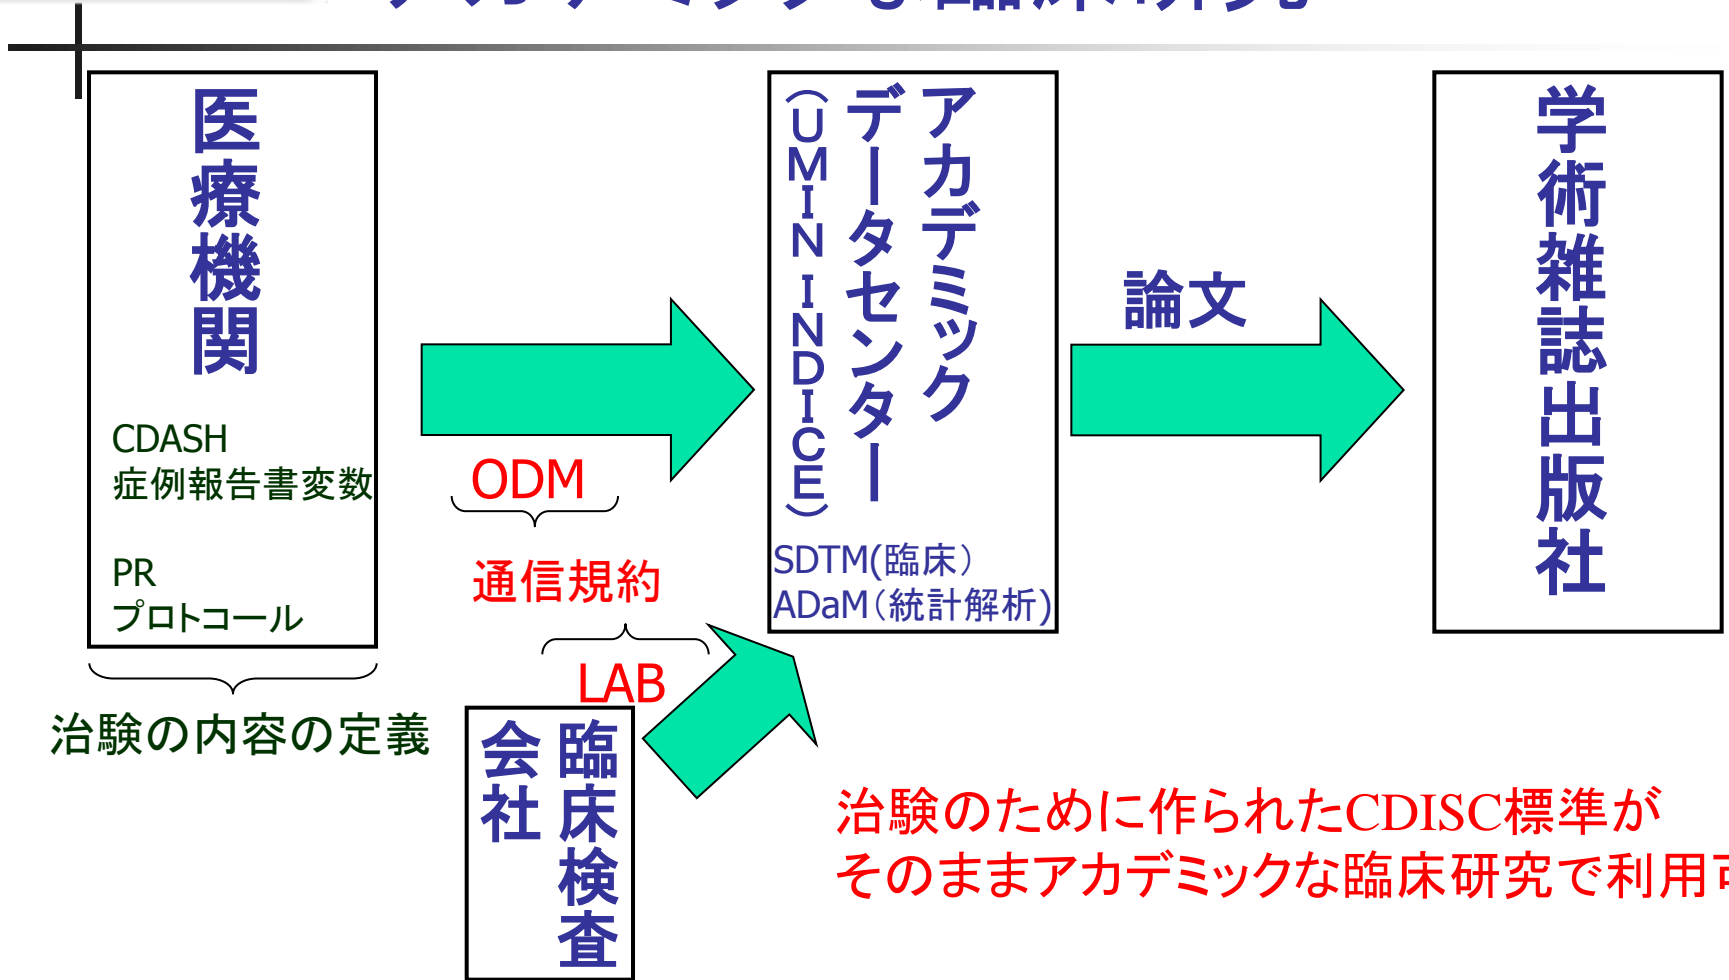 医療機関
CDASH
症例報告書変数
PR
プロトコール
治験の内容の定義
ODM
通信規約
LAB
臨床検査
会社
アカデミック
データセンター
（UMIN INDICE）
SDTM(臨床）
ADaM（統計解析)
論文
学術雑誌出版社
治験のために作られたCDISC標準が
そのままアカデミックな臨床研究で利用